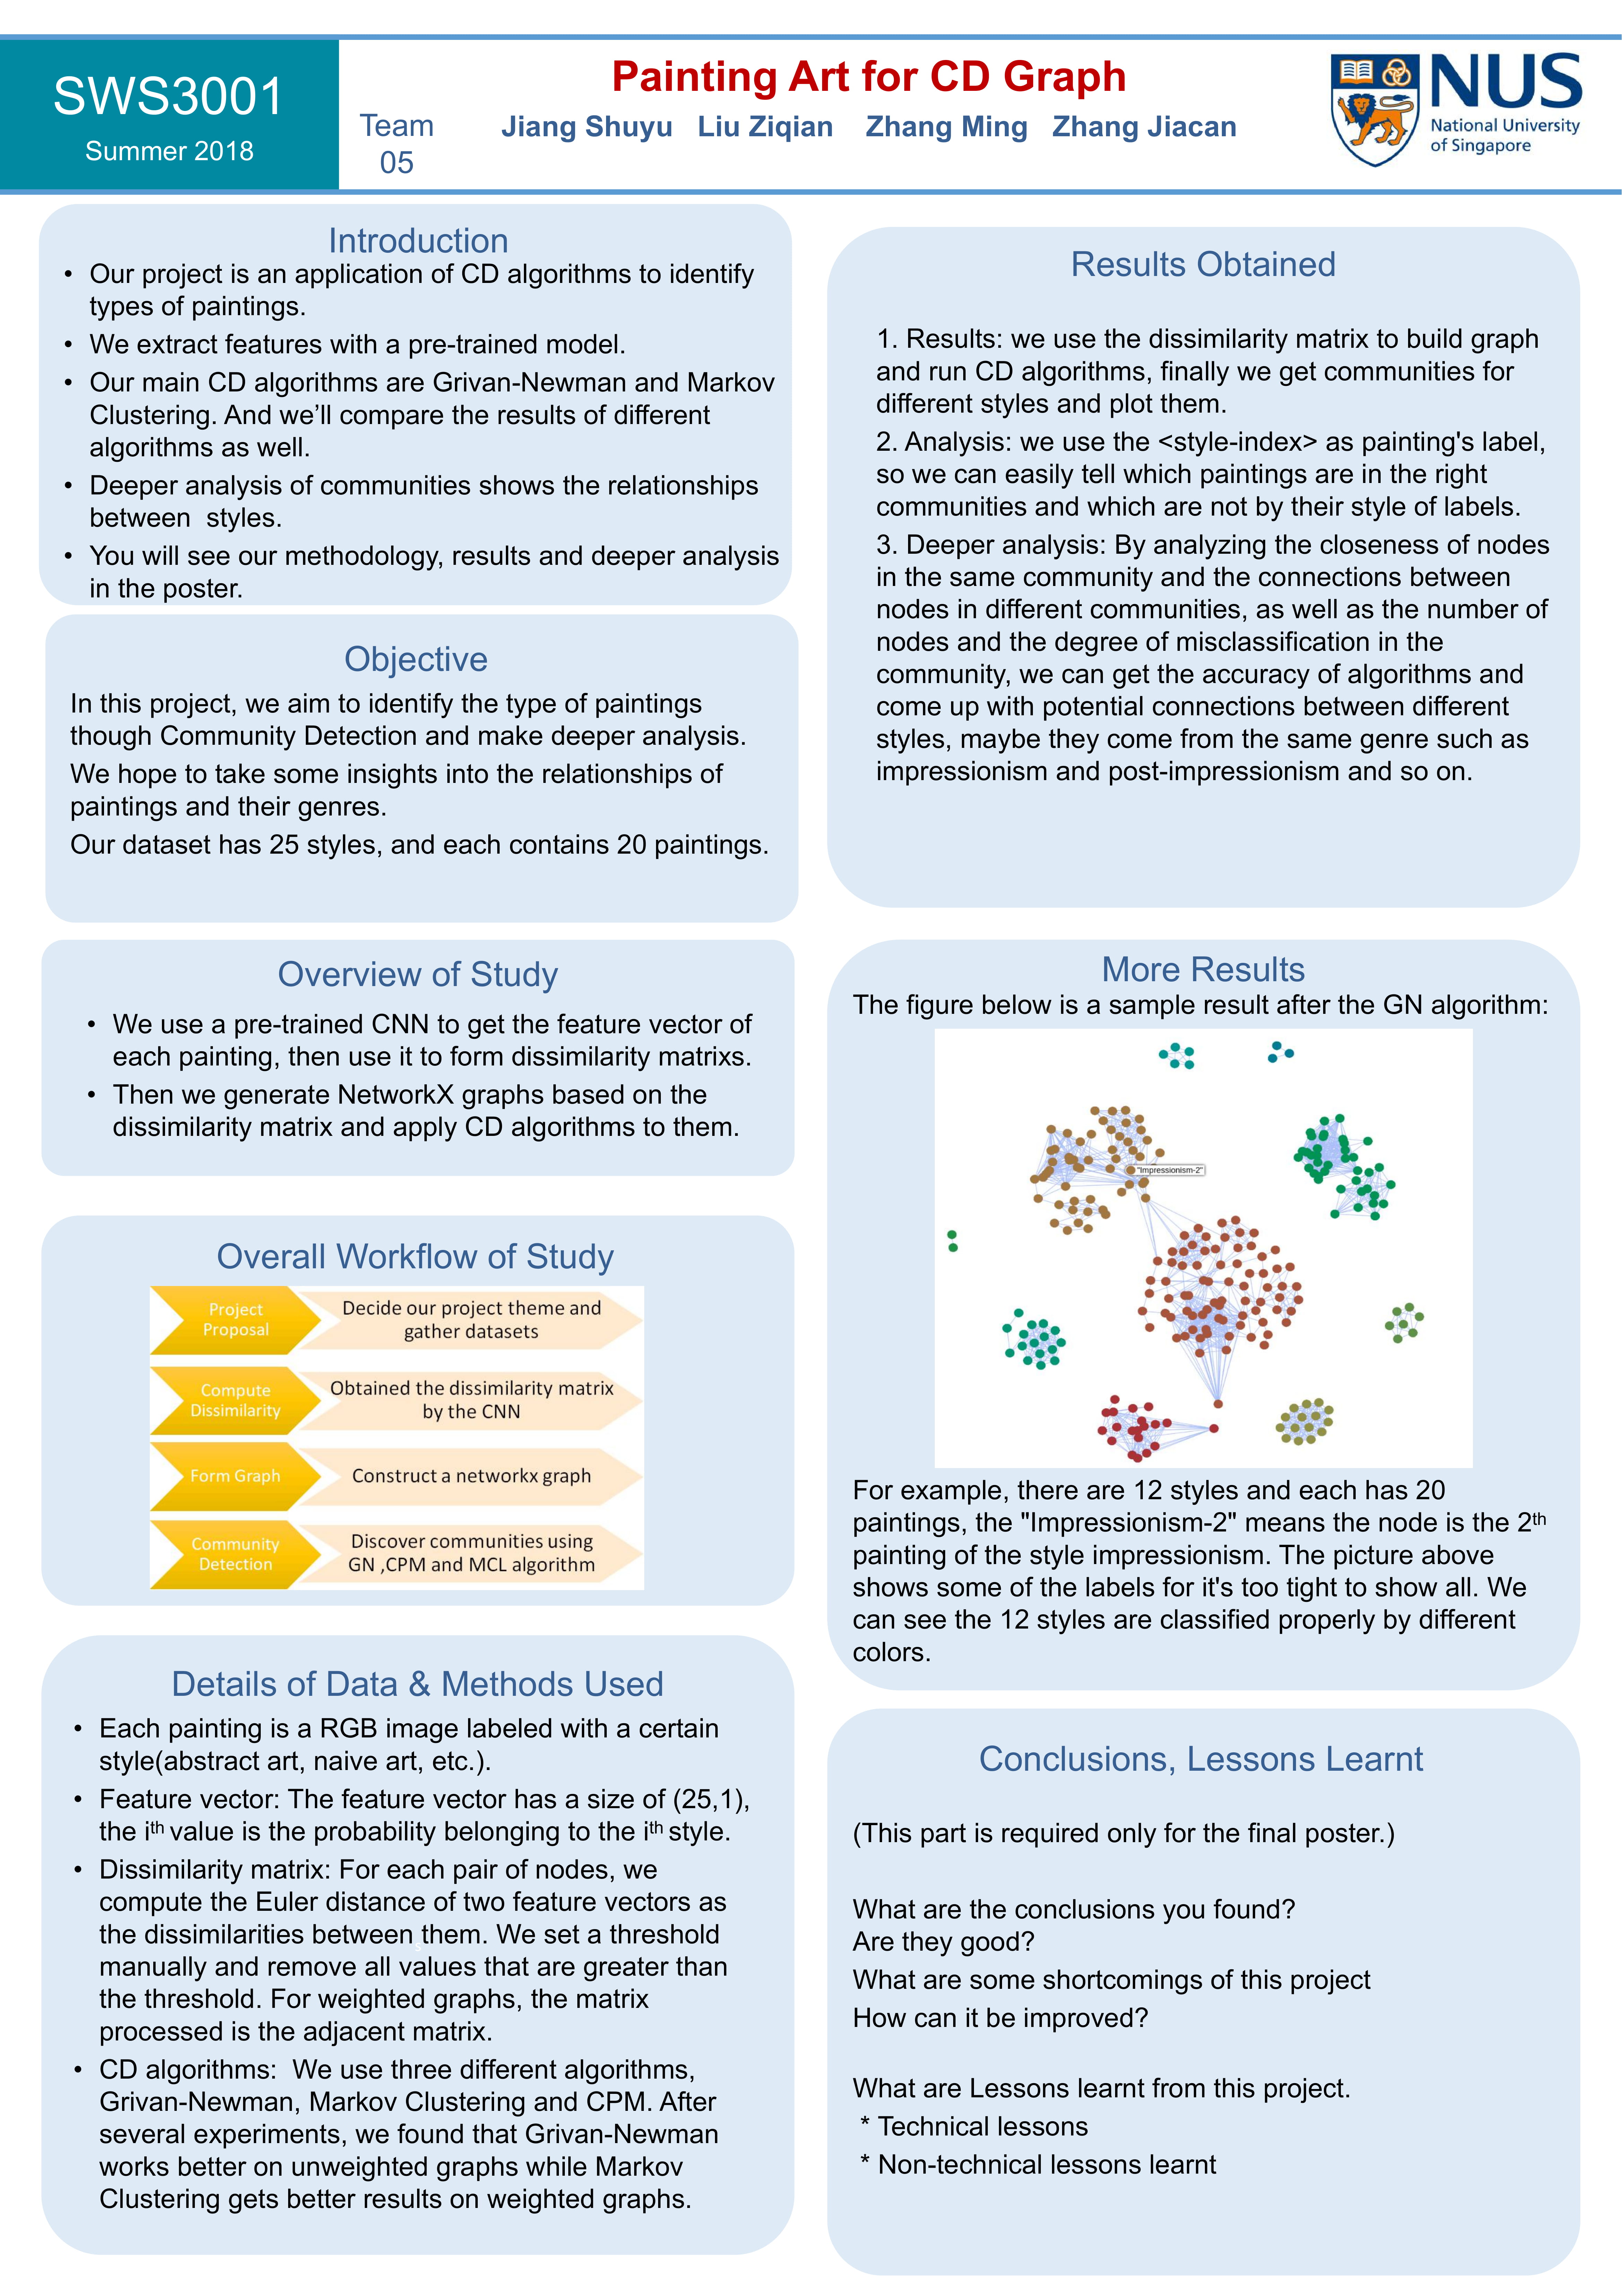 SWS3001
Summer 2018
Team
05
Painting Art for CD Graph
Jiang Shuyu Liu Ziqian Zhang Ming Zhang Jiacan
NUS
National University
of Singapore
Introduction
• Our project is an application of CD algorithms to identify
types of paintings.
• We extract features with a pre-trained model.
• Our main CD algorithms are Grivan-Newman and Markov
Clustering. And we’ll compare the results of different
algorithms as well.
• Deeper analysis of communities shows the relationships
between styles.
• You will see our methodology, results and deeper analysis
in the poster.
Objective
In this project, we aim to identify the type of paintings
though Community Detection and make deeper analysis.
We hope to take some insights into the relationships of
paintings and their genres.
Our dataset has 25 styles, and each contains 20 paintings.
Overview of Study
• We use a pre-trained CNN to get the feature vector of
each painting, then use it to form dissimilarity matrixs.
• Then we generate NetworkX graphs based on the
dissimilarity matrix and apply CD algorithms to them.
Overall Workflow of Study
Project
Proposal
Decide our project theme and
gather datasets
Compute
Dissimilarity
Obtained the dissimilarity matrix
by the CNN
Form Graph
Construct a networkx graph
Community
Detection
Discover communities using
GN ,CPM and MCL algorithm
Details of Data & Methods Used
• Each painting is a RGB image labeled with a certain
style(abstract art, naive art, etc.).
• Feature vector: The feature vector has a size of (25,1),
the ith value is the probability belonging to the ith style.
• Dissimilarity matrix: For each pair of nodes, we
compute the Euler distance of two feature vectors as
the dissimilarities between them. We set a threshold
manually and remove all values that are greater than
the threshold. For weighted graphs, the matrix
processed is the adjacent matrix.
• CD algorithms: We use three different algorithms,
Grivan-Newman, Markov Clustering and CPM. After
several experiments, we found that Grivan-Newman
works better on unweighted graphs while Markov
Clustering gets better results on weighted graphs.
Results Obtained
1. Results: we use the dissimilarity matrix to build graph
and run CD algorithms, finally we get communities for
different styles and plot them.
2. Analysis: we use the <style-index> as painting's label,
so we can easily tell which paintings are in the right
communities and which are not by their style of labels.
3. Deeper analysis: By analyzing the closeness of nodes
in the same community and the connections between
nodes in different communities, as well as the number of
nodes and the degree of misclassification in the
community, we can get the accuracy of algorithms and
come up with potential connections between different
styles, maybe they come from the same genre such as
impressionism and post-impressionism and so on.
More Results
The figure below is a sample result after the GN algorithm:
"Impressionism-2"
For example, there are 12 styles and each has 20
paintings, the "Impressionism-2" means the node is the 2th
painting of the style impressionism. The picture above
shows some of the labels for it's too tight to show all. We
can see the 12 styles are classified properly by different
colors.
Conclusions, Lessons Learnt
(This part is required only for the final poster.)
What are the conclusions you found?
Are they good?
What are some shortcomings of this project
How can it be improved?
What are Lessons learnt from this project.
* Technical lessons
* Non-technical lessons learnt